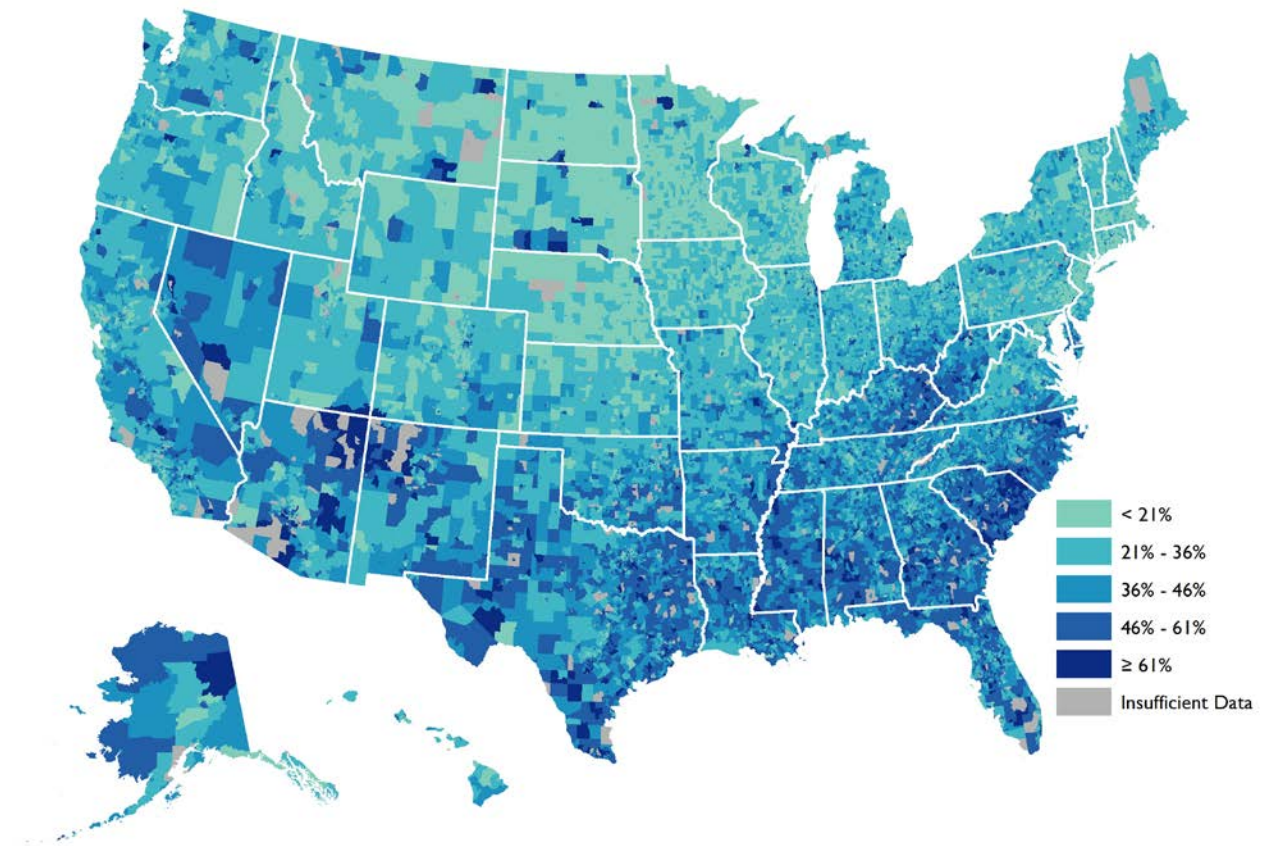 < 21%
21% - 36%
36% - 46%
46% - 61%
≥ 61%
Insufficient Data